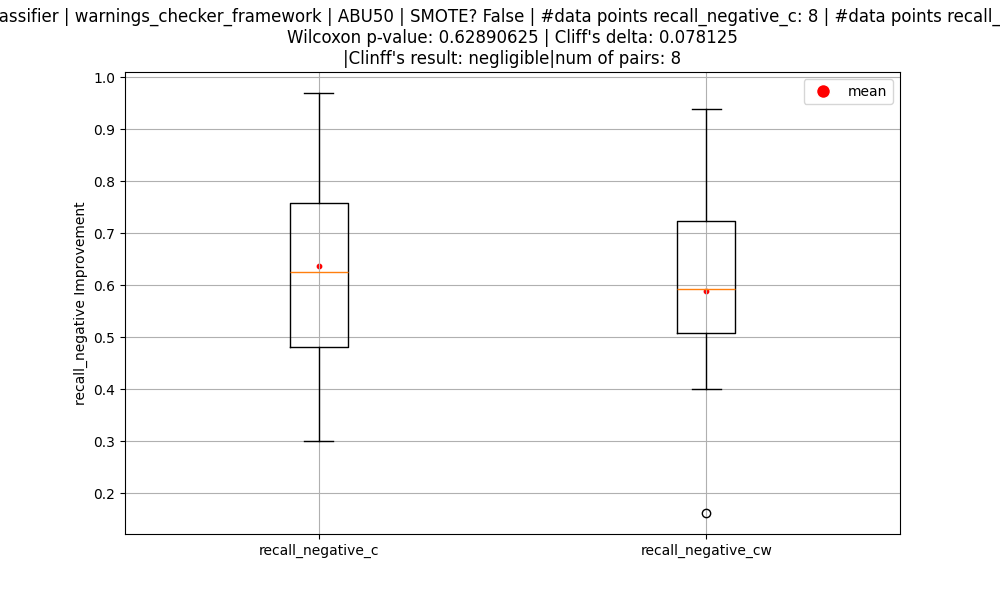 | warnings_checker_framework | ABU50 | SMOTE? False | #data points recall_negative_c: 8 | #data points
Wilcoxon p-value: 0.62890625 | Cliff's delta: 0.078125
|Clinff's result: negligible|num of pairs: 8
mean
1.0
0.9
0.8
0.7
0.6
0.5
0.4
0.3
0.2
recall_negative Improvement
recall_negative_c
recall_negative_cw